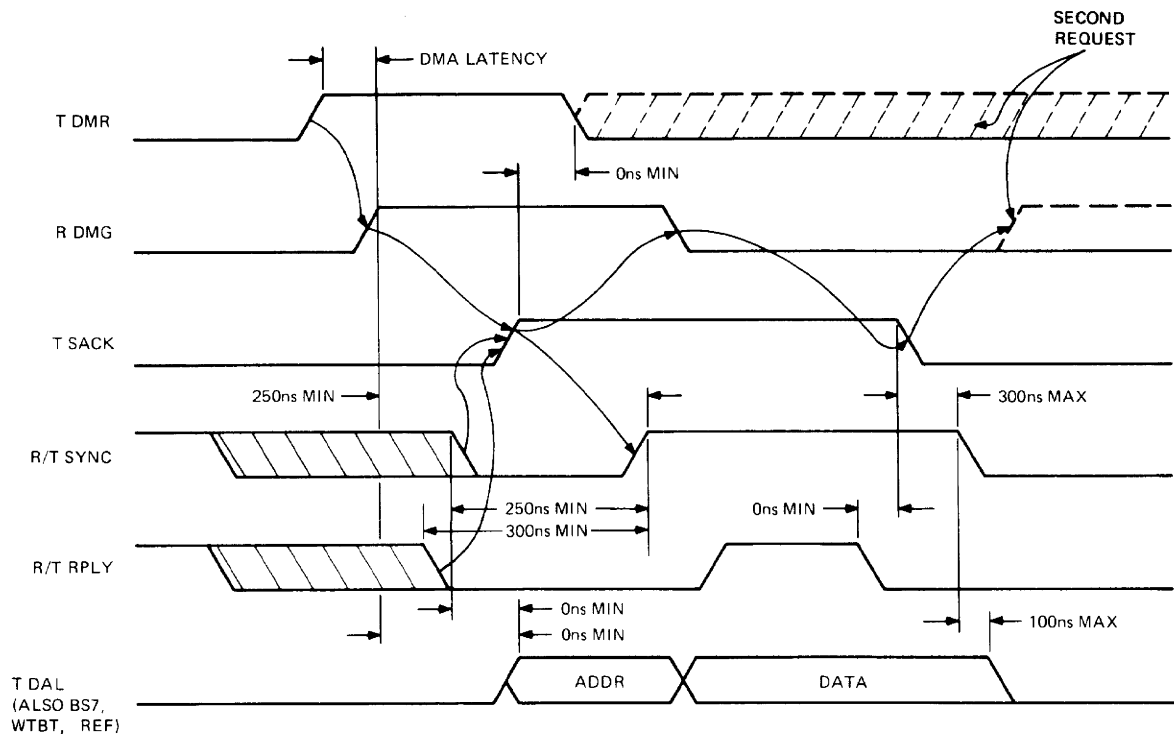 SECOND
REQUEST
DMA LATENCY
T DMR
0ns MIN
R DMG
T SACK
250ns MIN
300ns MAX
R/T SYNC
250ns MIN
0ns MIN
300ns MIN
R/T RPLY
0ns MIN
0ns MIN
100ns MAX
T DAL
(ALSO BS7,
WTBT, REF)
ADDR
DATA